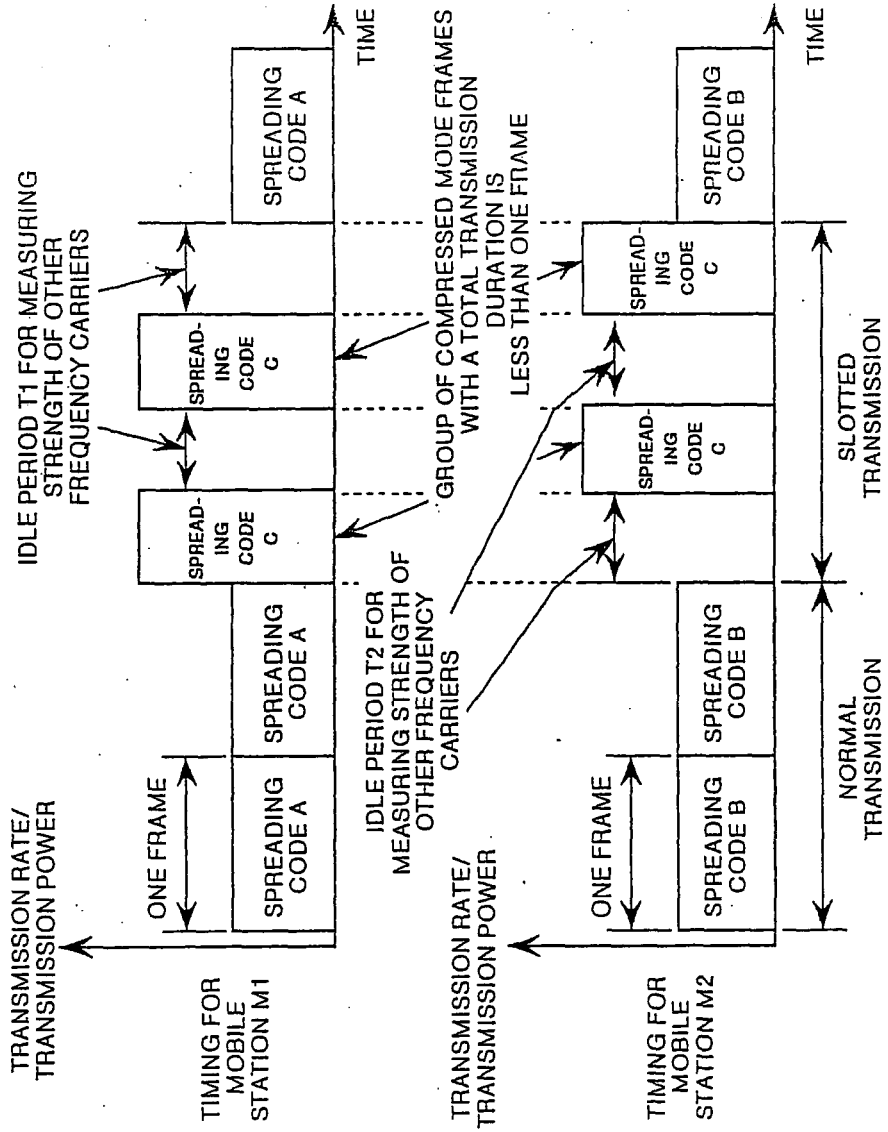 TRANSMISSION RATE/
TRANSMISSION POWER
TIMING FOR
MOBILE
STATION M1
ONE FRAME
SPREADING
CODE A
SPREADING
CODE A
SPREAD-
ING
CODE
C
SPREAD-
ING
CODE
C
SPREADING
CODE A
IDLE PERIOD T1 FOR MEASURING
STRENGTH OF OTHER
FREQUENCY CARRIERS
TIME
GROUP OF COMPRESSED MODE FRAMES
WITH A TOTAL TRANSMISSION
DURATION IS
LESS THAN ONE FRAME
IDLE PERIOD T2 FOR
MEASURING STRENGTH OF
OTHER FREQUENCY
CARRIERS
TRANSMISSION RATE/
TRANSMISSION POWER
TIMING FOR
MOBILE
STATION M2
ONE FRAME
SPREADING
CODE B
SPREADING
CODE B
SPREAD-
ING
CODE
C
SPREAD-
ING
CODE
C
SPREADING
CODE B
TIME
NORMAL
TRANSMISSION
SLOTTED
TRANSMISSION